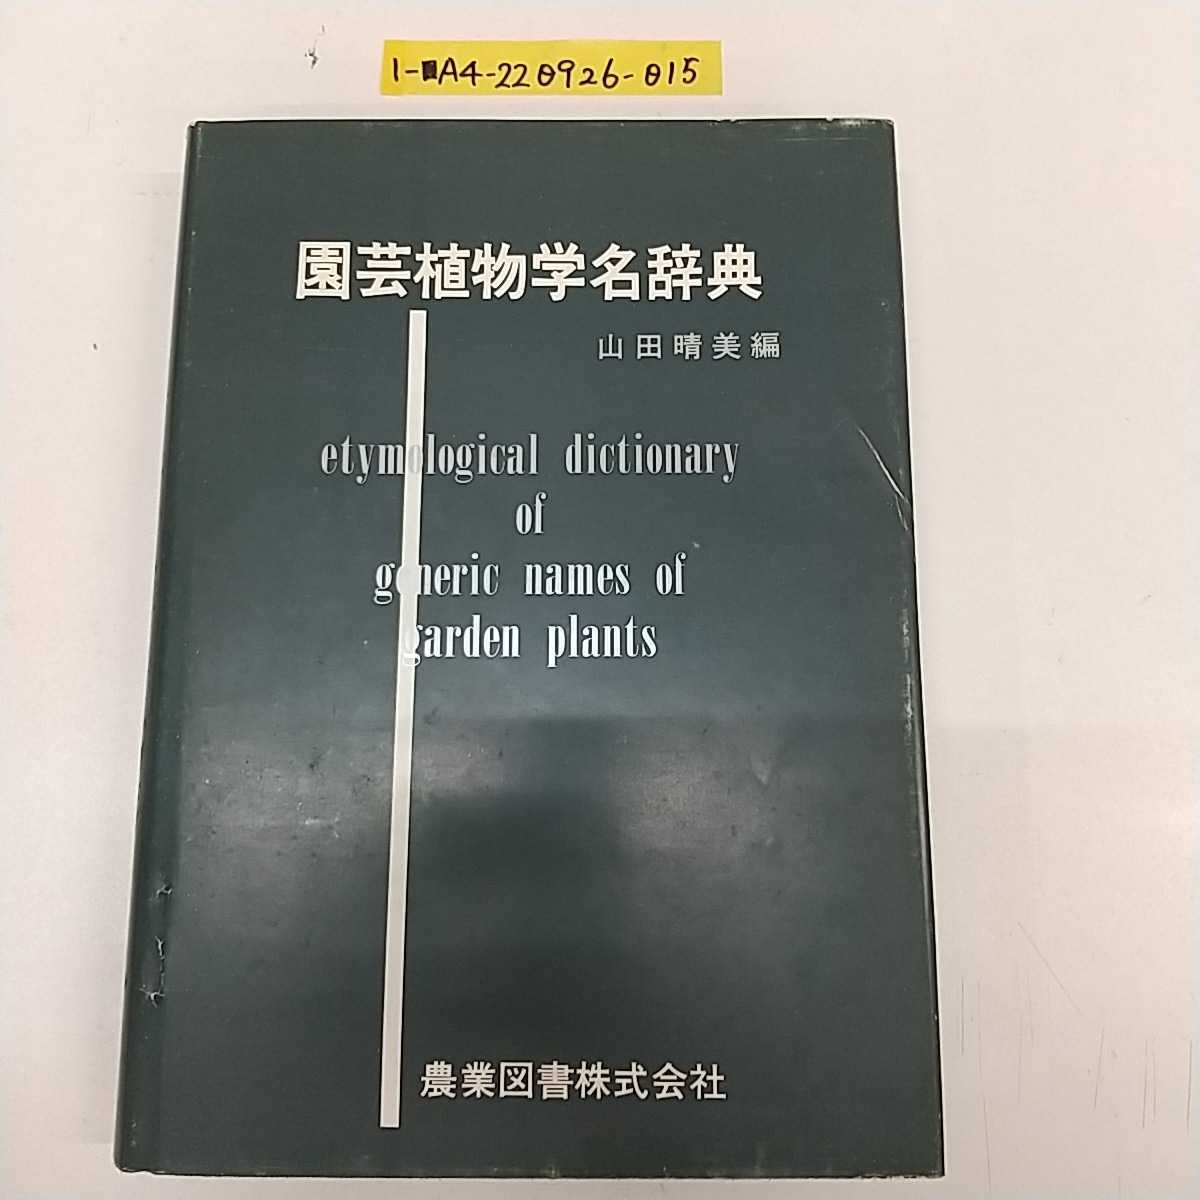 1-A4-220926-015
園芸植物学名辞典
山田晴美編
etymological dictionary
of
generic names of
garden plants
農業図書株式会社